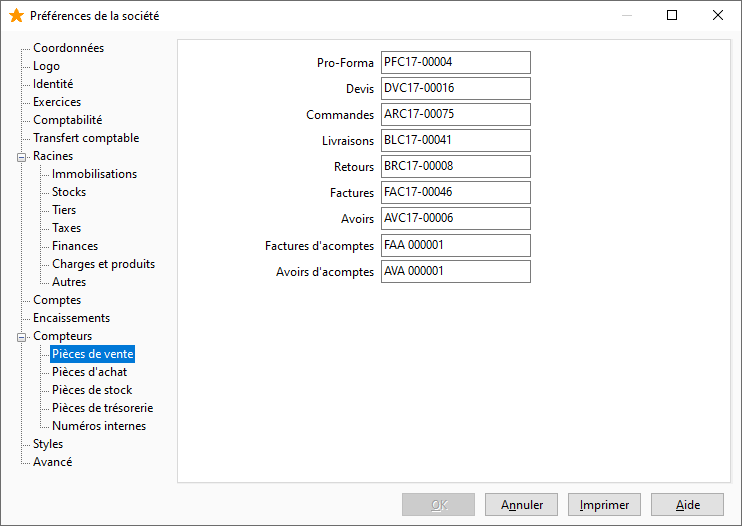 Préférences de la société
Coordonnées
Logo
Identité
Exercices
Comptabilité
Transfert comptable
Racines
Immobilisations
Stocks
Tiers
Taxes
Finances
Charges et produits
Autres
Comptes
Encaissements
Compteurs
Pièces de vente
Pièces d'achat
Pièces de stock
Pièces de trésorerie
Numéros internes
Styles
Avancé
Pro-Forma PFC17-00004
Devis DVC17-00016
Commandes ARC17-00075
Livraisons BLC17-00041
Retours BRC17-00008
Factures FAC17-00046
Avoirs AVC17-00006
Factures d'acomptes FAA 000001
Avoirs d'acomptes AVA 000001
OK Annuler Imprimer Aide